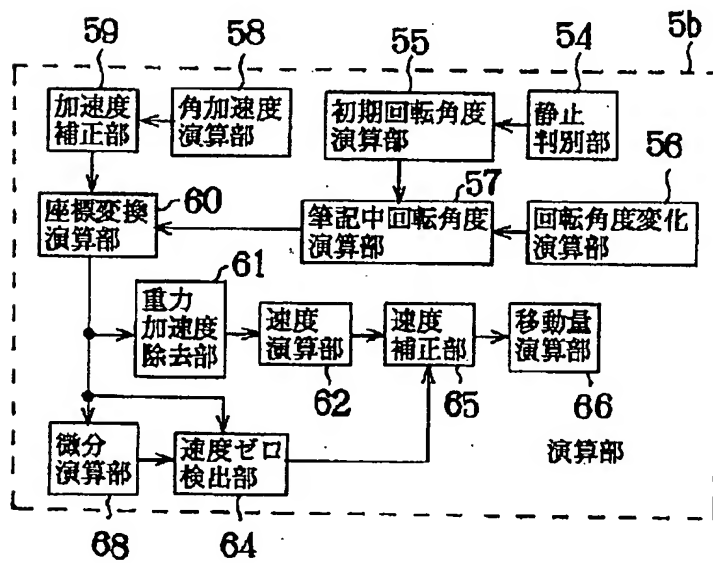 59
58
55
54
5b
加速度
補正部
角加速度
演算部
初期回転角度
演算部
静止
判別部
60
57
56
座標変換
演算部
筆記中回転角度
演算部
回転角度変化
演算部
61
重力
加速度
除去部
速度
演算部
速度
補正部
移動量
演算部
62
65
66
微分
演算部
速度ゼロ
検出部
演算部
68
64